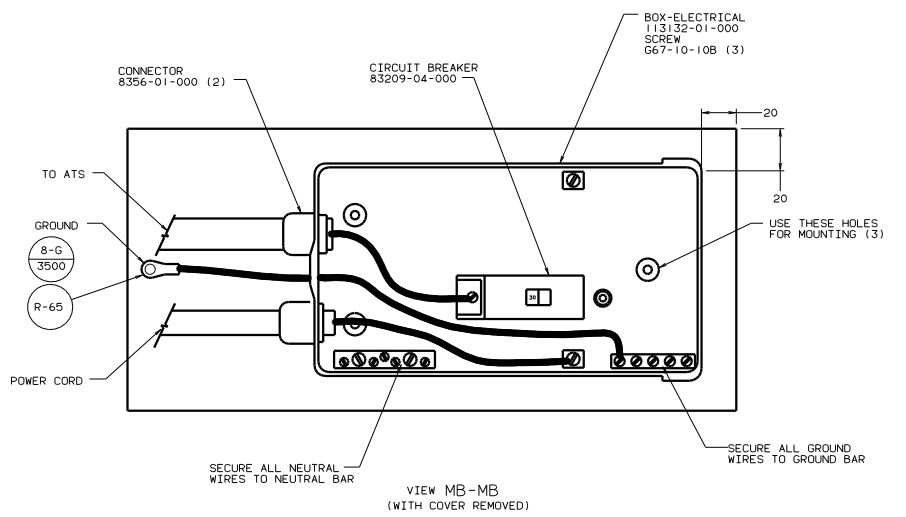 BOX-ELECTRICAL
113132-01-000
SCREW
G67-10-10B (3)
CONNECTOR
8356-01-000 (2)
CIRCUIT BREAKER
83209-04-000
20
20
TO ATS
GROUND
8-G
3500
R-65
USE THESE HOLES
FOR MOUNTING (3)
30
POWER CORD
SECURE ALL NEUTRAL
WIRES TO NEUTRAL BAR
SECURE ALL GROUND
WIRES TO GROUND BAR
VIEW MB-MB
(WITH COVER REMOVED)